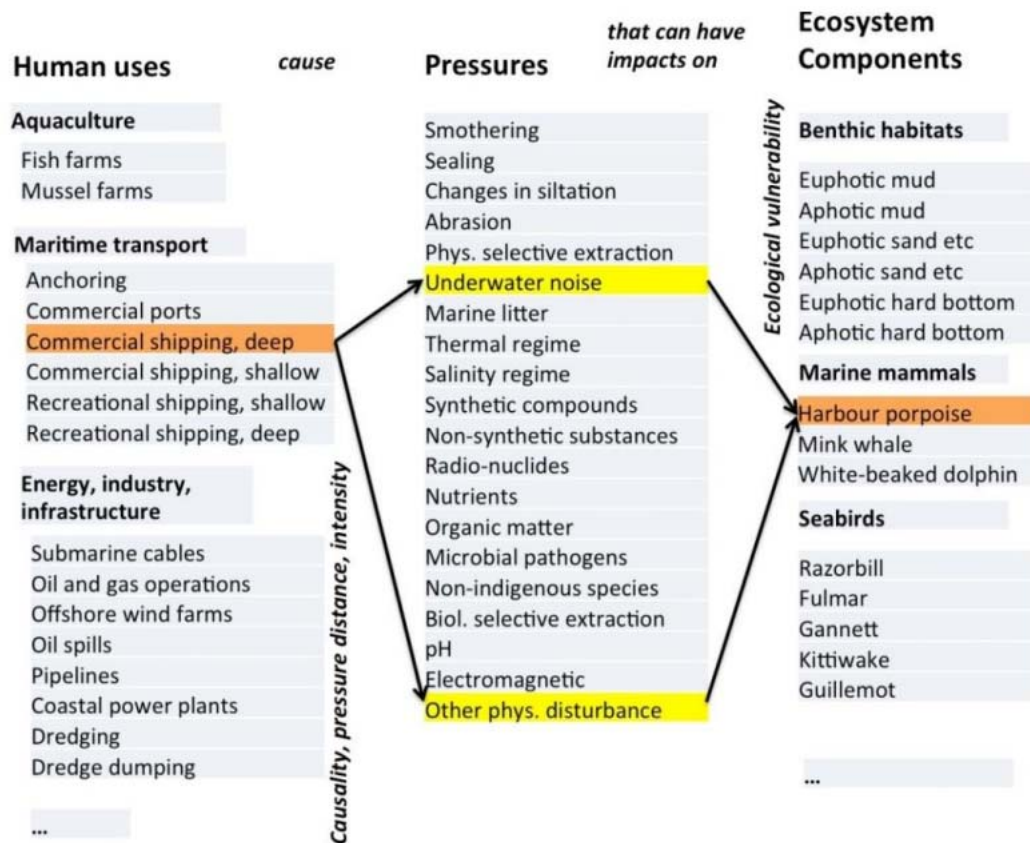 Human uses
cause
Pressures
that can have
impacts on
Ecosystem
Components
Aquaculture
Fish farms
Mussel farms
Maritime transport
Anchoring
Commercial ports
Commercial shipping, deep
Commercial shipping, shallow
Recreational shipping, shallow
Recreational shipping, deep
Energy, industry,
infrastructure
Submarine cables
Oil and gas operations
Offshore wind farms
Oil spills
Pipelines
Coastal power plants
Dredging
Dredge dumping
...
Causality, pressure distance, intensity
Smothering
Sealing
Changes in siltation
Abrasion
Phys. selective extraction
Underwater noise
Marine litter
Thermal regime
Salinity regime
Synthetic compounds
Non-synthetic substances
Radio-nuclides
Nutrients
Organic matter
Microbial pathogens
Non-indigenous species
Biol. selective extraction
pH
Electromagnetic
Other phys. disturbance
Ecological vulnerability
Benthic habitats
Euphotic mud
Aphotic mud
Euphotic sand etc
Aphotic sand etc
Euphotic hard bottom
Aphotic hard bottom
Marine mammals
Harbour porpoise
Mink whale
White-beaked dolphin
Seabirds
Razorbill
Fulmar
Gannett
Kittiwake
Guillemot
...